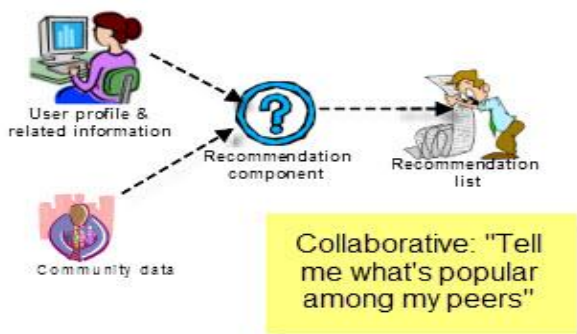 User profile &
related information
Recommendation
component
Recommendation
list
Community data
Collaborative: "Tell
me what's popular
among my peers"